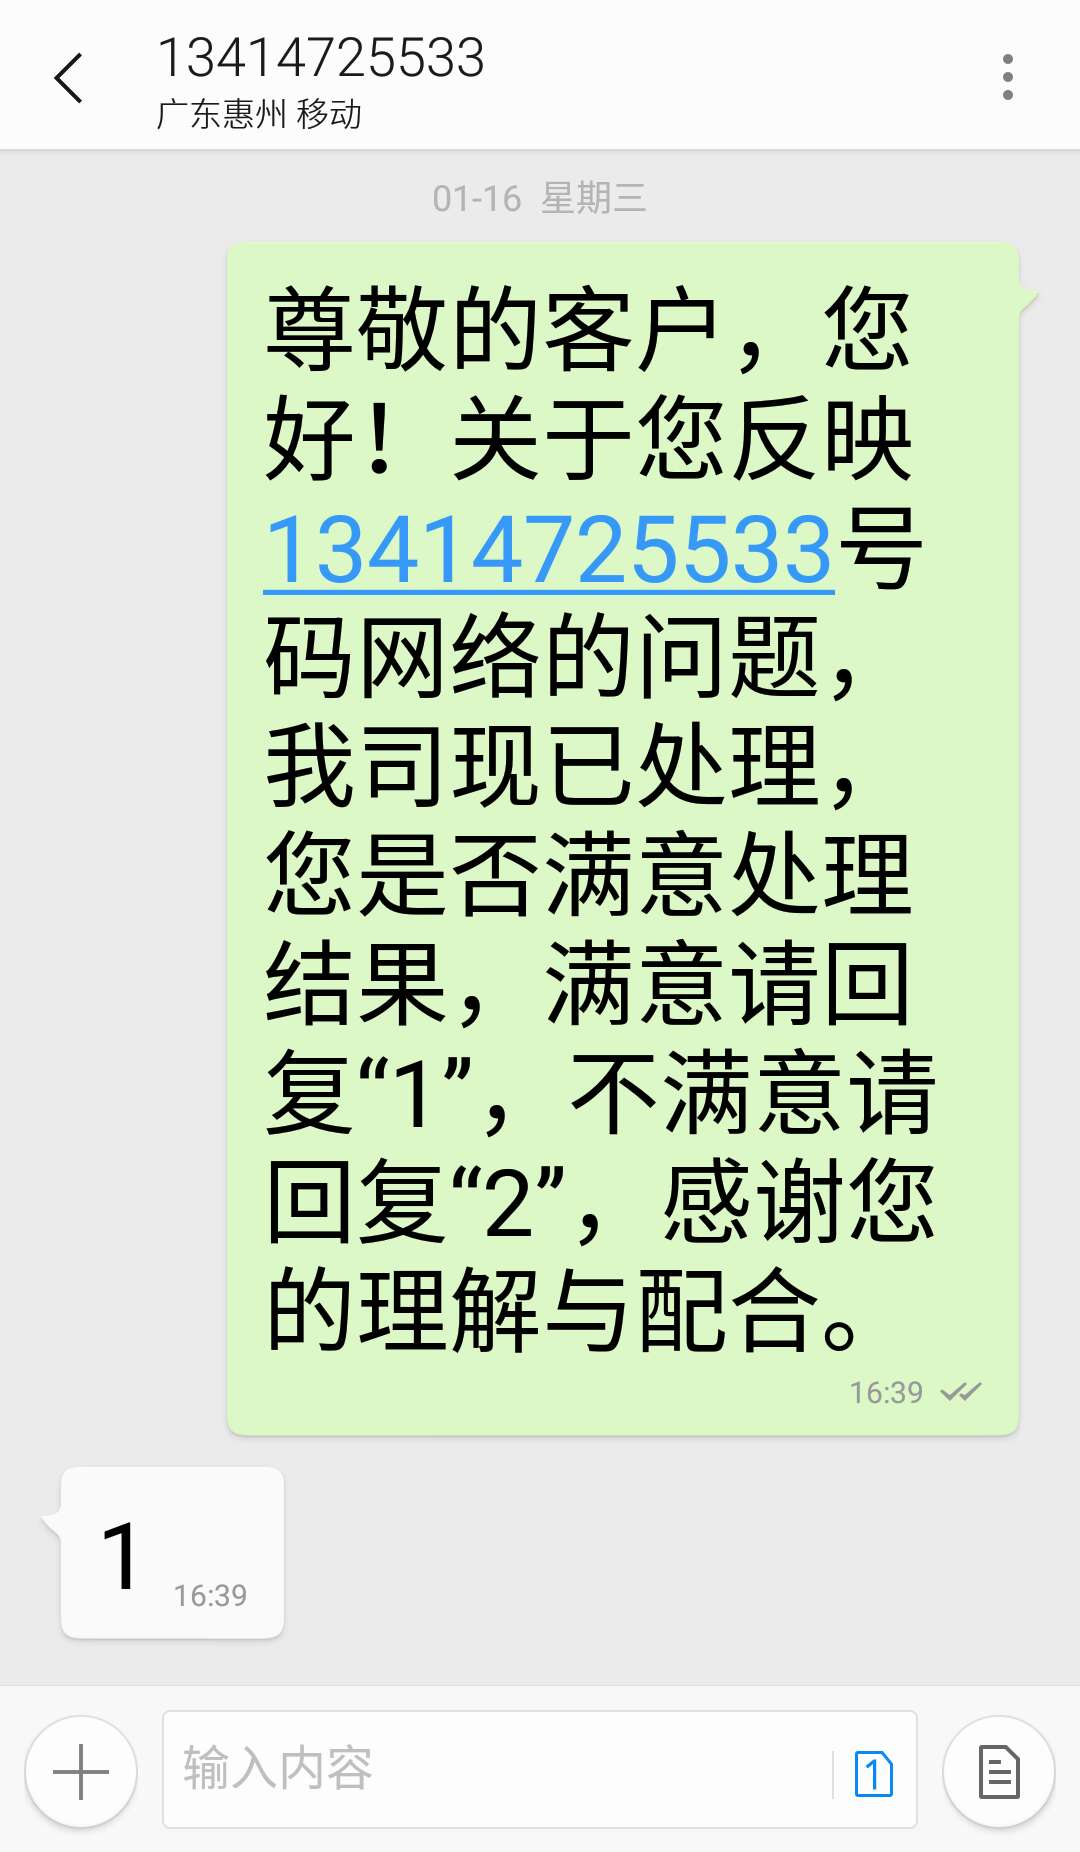 13414725533
广东惠州 移动
01-16 星期三
尊敬的客户，您
好！关于您反映
13414725533号
码网络的问题，
我司现已处理，
您是否满意处理
结果，满意请回
复“1”，不满意请
回复“2”，感谢您
的理解与配合。
16:39
1
16:39
输入内容
1